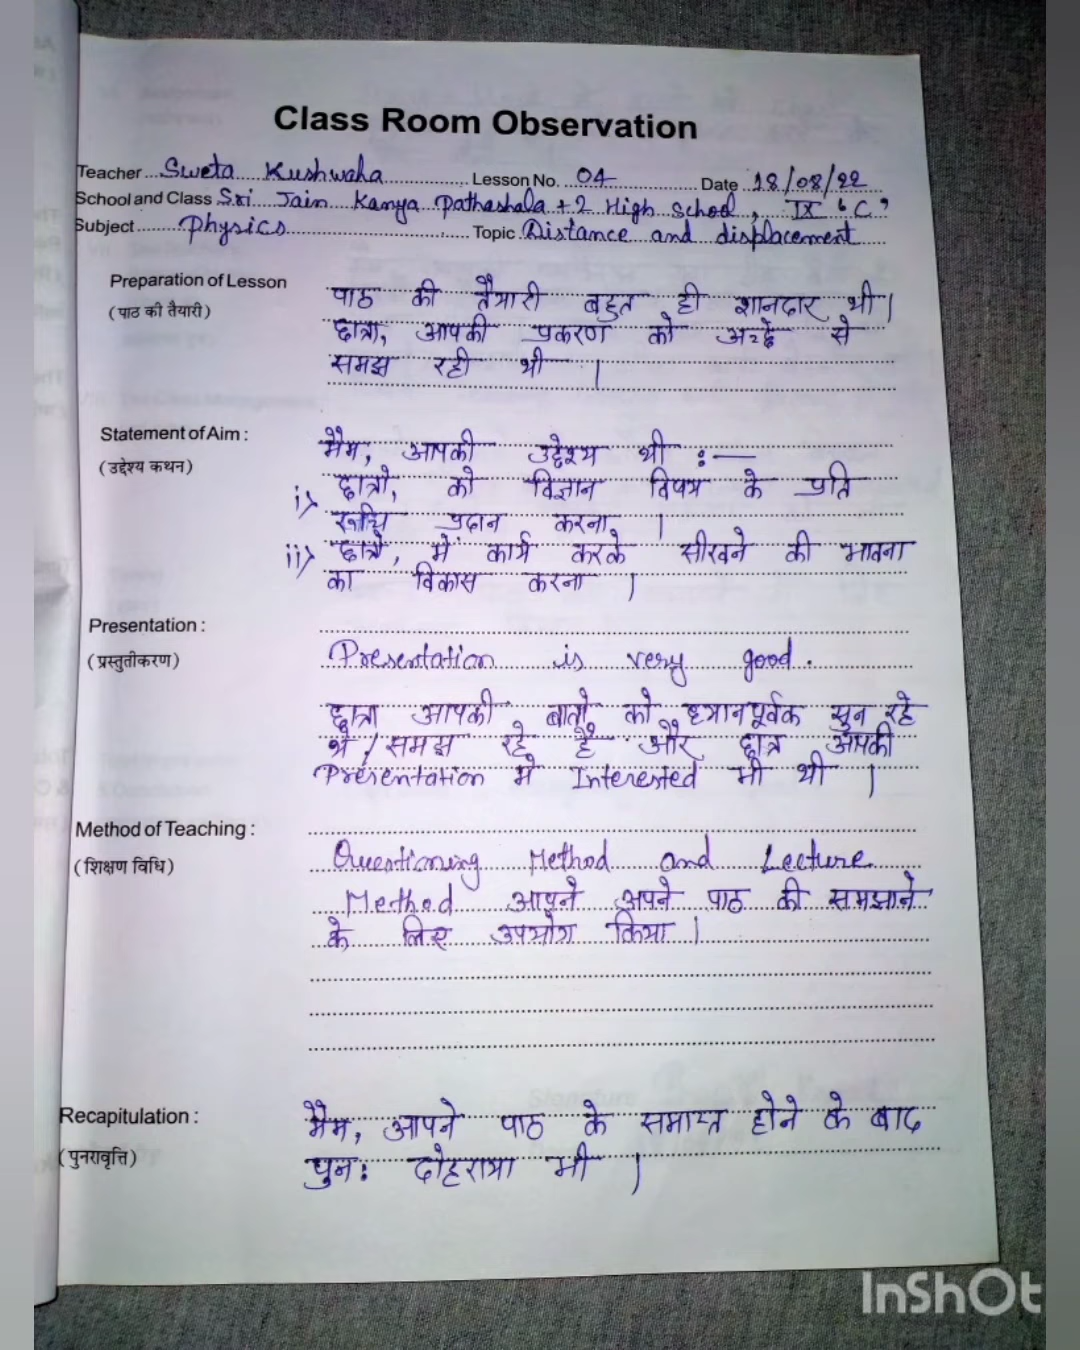 Class Room Observation
Teacher Sweta Kushwaha Lesson No. 04 Date 18/08/22
School and Class Sri Jain Kanya Pathashala +2 High School, IX "C"
Subject Physics Topic Distance and displacement
Preparation of Lesson
(पाठ की तैयारी)
पाठ की तैयारी बहुत ही शानदार थी।
छात्रा, आपकी प्रकरण को अच्छे से
समझ रही थी।
Statement of Aim :
(उद्देश्य कथन)
मैम, आपकी उद्देश्य थी :—
i> छात्रों, को विज्ञान विषय के प्रति
रूचि प्रदान करना।
ii> छात्रों, में कार्य करके सीखने की भावना
का विकास करना।
Presentation :
(प्रस्तुतीकरण)
Presentation is very good.
छात्रा आपकी बातों को ध्यानपूर्वक सुन रहे
थे / समझ रहे है और छात्र आपकी
Presentation में Interested भी थी।
Method of Teaching :
(शिक्षण विधि)
Questioning Method and Lecture
Method आपने अपने पाठ की समझाने
के लिए उपयोग किया।
Recapitulation :
(पुनरावृत्ति)
मैम, आपने पाठ के समाप्त होने के बाद
पुनः दोहराया भी।
InShOt